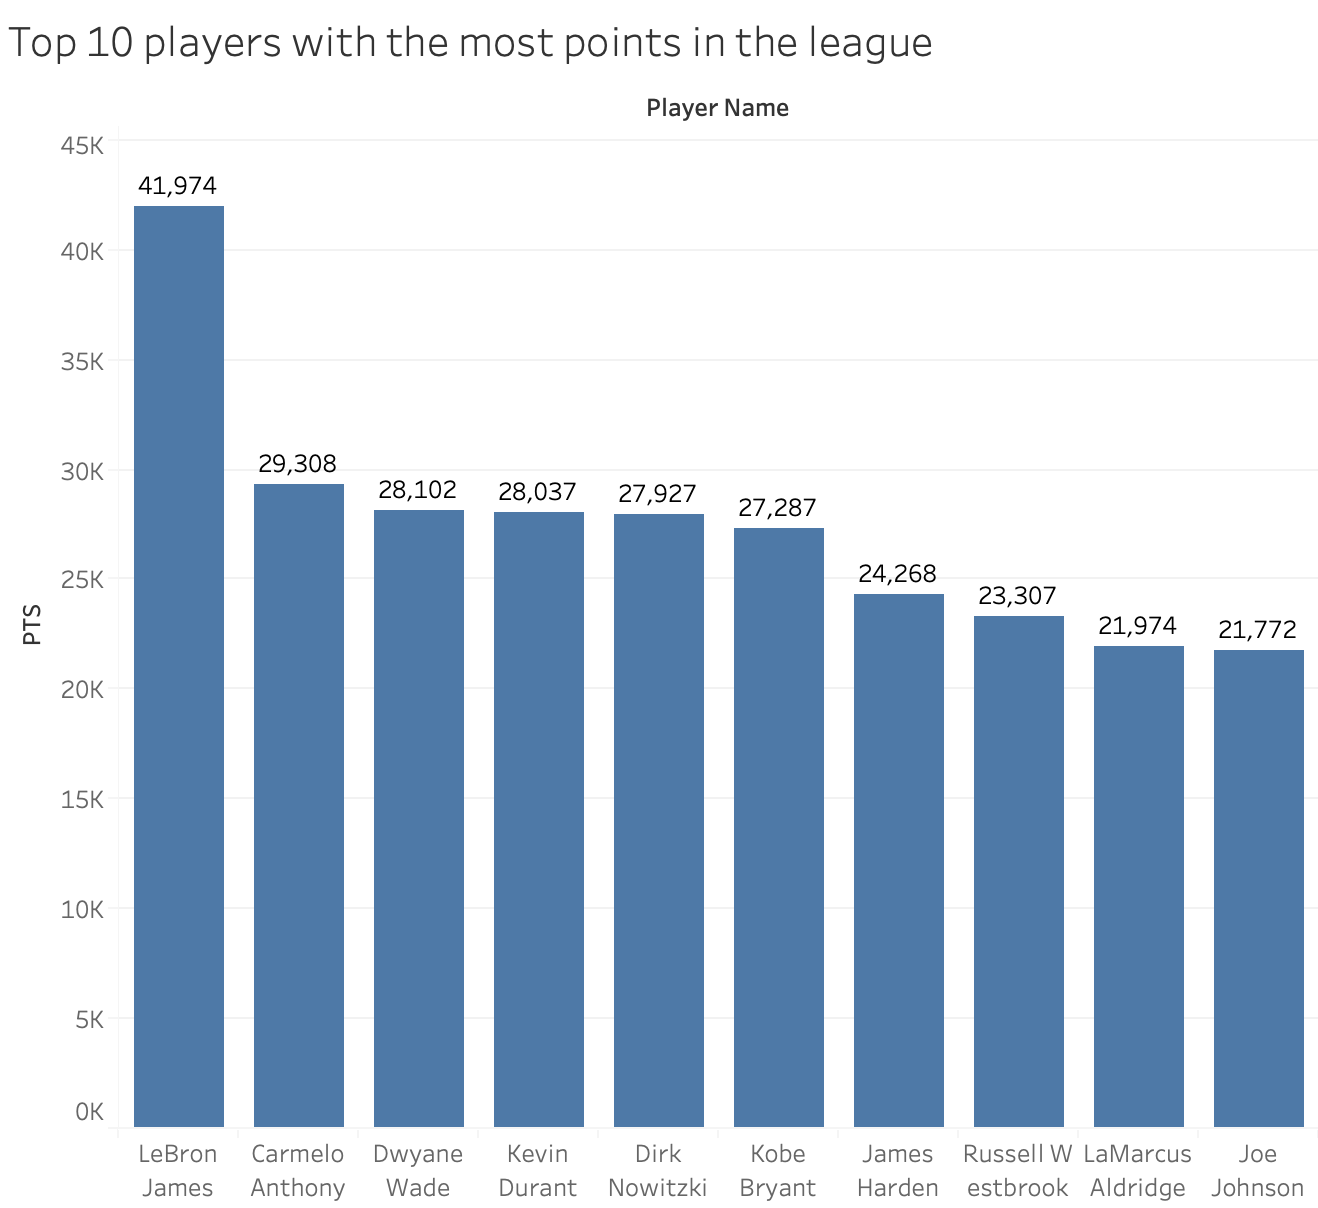 Top 10 players with the most points in the league
Player Name
45K
40K
35K
30K
25K
20K
15K
10K
5K
0K
PTS
41,974
29,308
28,102
28,037
27,927
27,287
24,268
23,307
21,974
21,772
LeBron
James
Carmelo
Anthony
Dwyane
Wade
Kevin
Durant
Dirk
Nowitzki
Kobe
Bryant
James
Harden
Russell W
estbrook
LaMarcus
Aldridge
Joe
Johnson